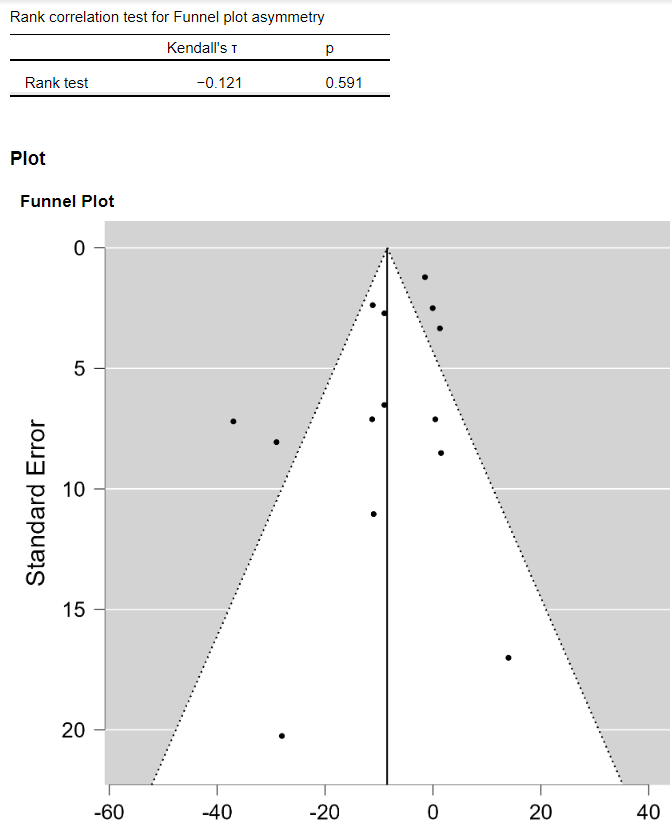 Rank correlation test for Funnel plot asymmetry
Kendall's τ p
Rank test −0.121 0.591
Plot
Funnel Plot
0
5
10
15
20
Standard Error
-60 -40 -20 0 20 40